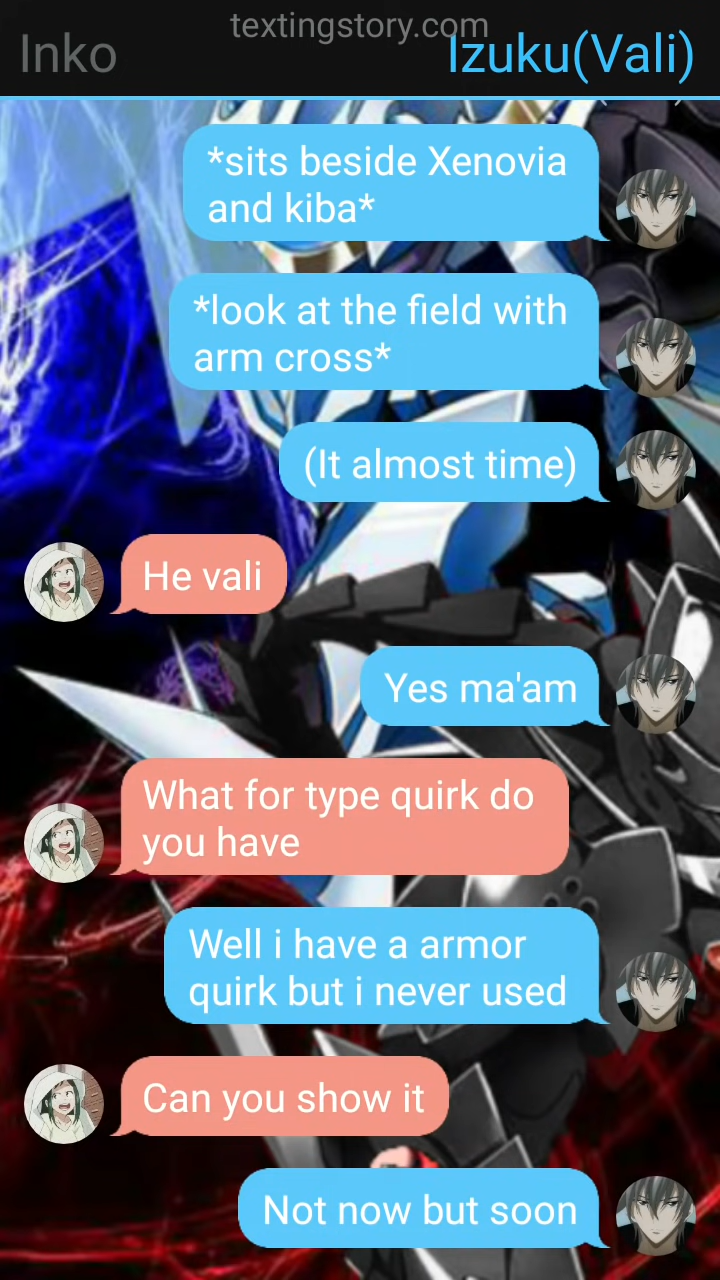 textingstory.com
Inko
Izuku(Vali)
*sits beside Xenovia
and kiba*
*look at the field with
arm cross*
(It almost time)
He vali
Yes ma'am
What for type quirk do
you have
Well i have a armor
quirk but i never used
Can you show it
Not now but soon